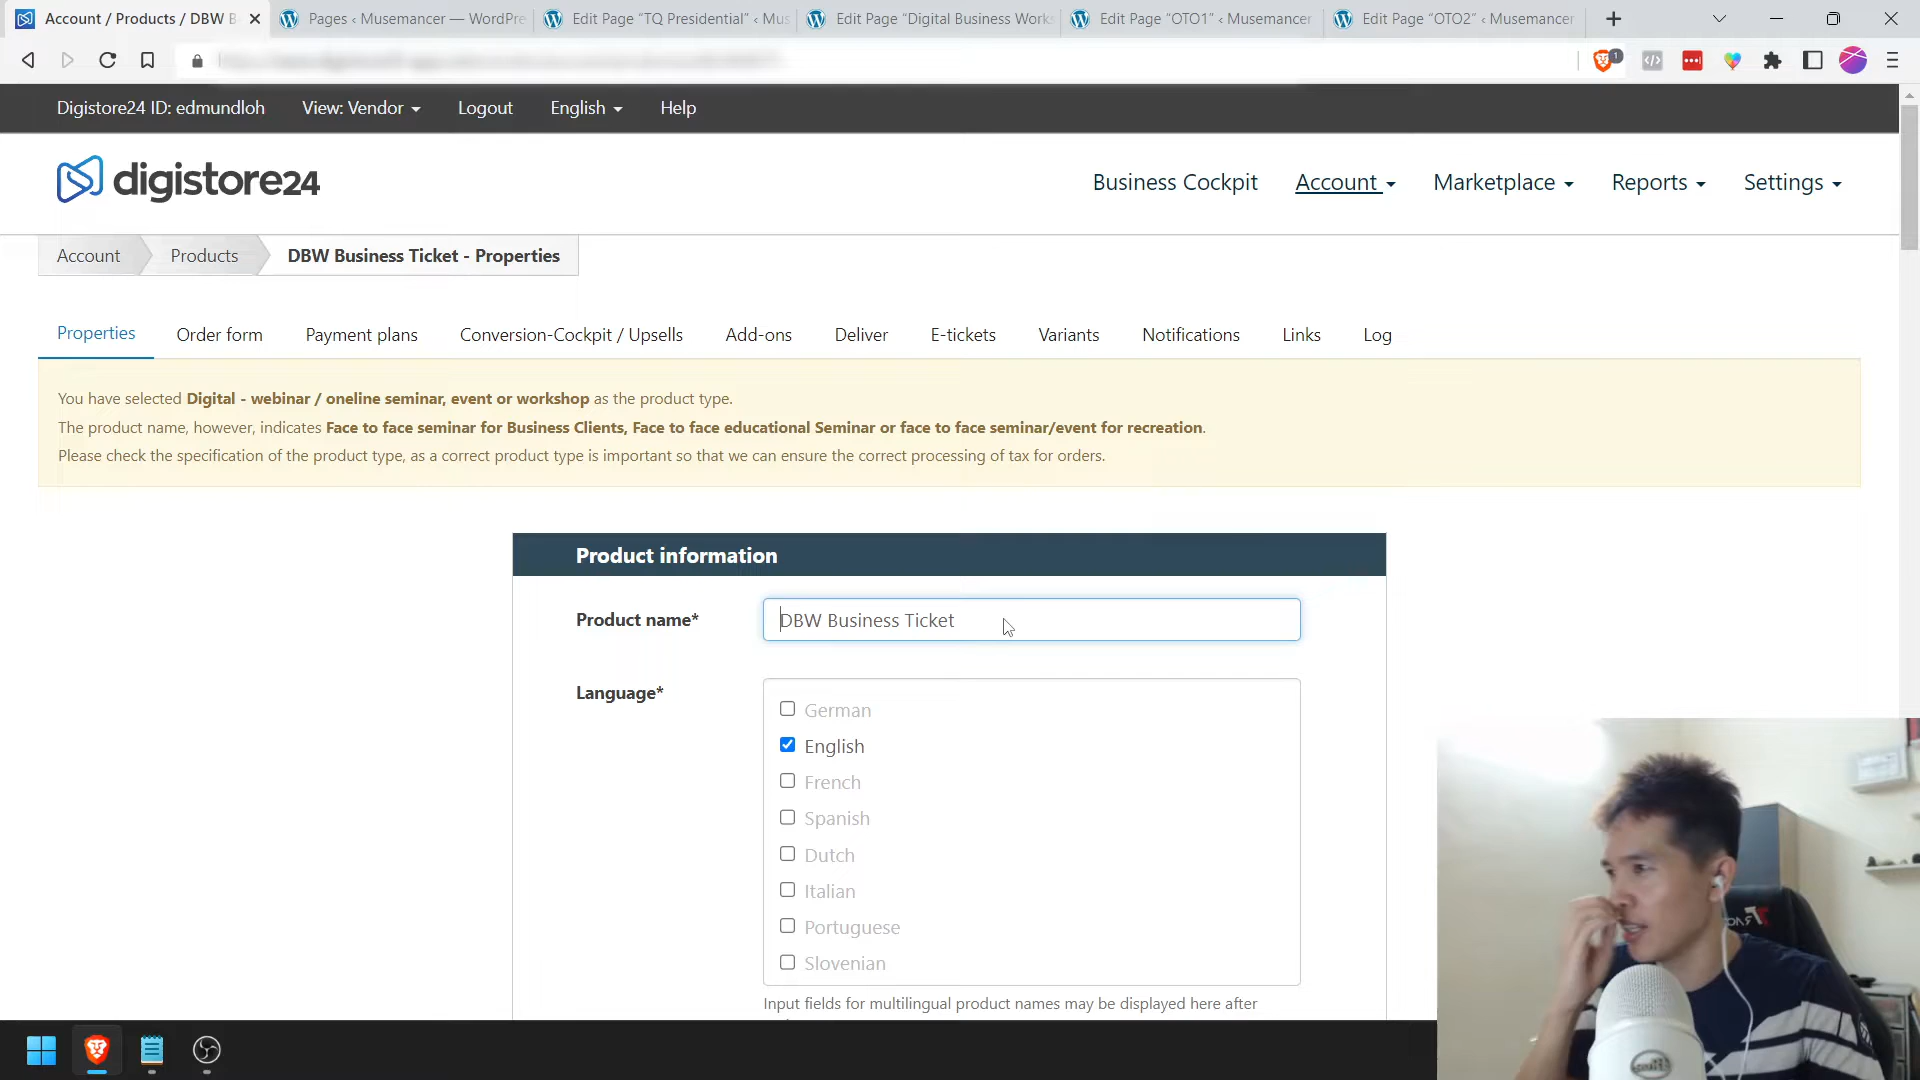 Account / Products / DBW B
Pages ‹ Musemancer — WordPre
Edit Page “TQ Presidential” ‹ Mus
Edit Page “Digital Business Works
Edit Page “OTO1” ‹ Musemancer
Edit Page “OTO2” ‹ Musemancer
1
Digistore24 ID: edmundloh
View: Vendor
Logout
English
Help
digistore24
Business Cockpit
Account
Marketplace
Reports
Settings
Account
Products
DBW Business Ticket - Properties
Properties
Order form
Payment plans
Conversion-Cockpit / Upsells
Add-ons
Deliver
E-tickets
Variants
Notifications
Links
Log
You have selected Digital - webinar / oneline seminar, event or workshop as the product type.
The product name, however, indicates Face to face seminar for Business Clients, Face to face educational Seminar or face to face seminar/event for recreation.
Please check the specification of the product type, as a correct product type is important so that we can ensure the correct processing of tax for orders.
Product information
Product name*
DBW Business Ticket
Language*
German
English
French
Spanish
Dutch
Italian
Portuguese
Slovenian
Input fields for multilingual product names may be displayed here after